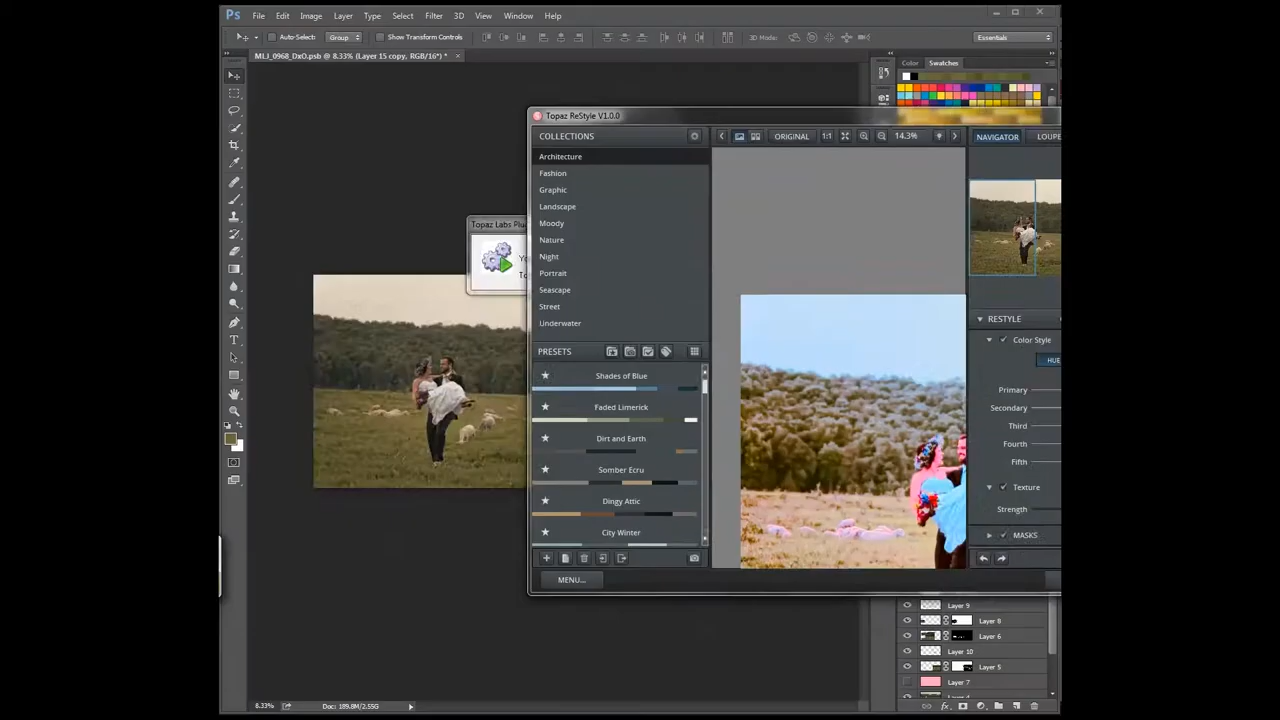 Ps File Edit Image Layer Type Select Filter 3D View Window Help
Auto-Select: Group Show Transform Controls 3D Mode: Essentials
MLJ_0968_DxO.psb @ 8.33% (Layer 15 copy, RGB/16*) * ×
Color Swatches
Topaz ReStyle V1.0.0
COLLECTIONS ORIGINAL 1:1 14.3% NAVIGATOR LOUPE
Architecture
Fashion
Graphic
Landscape
Moody
Topaz Labs Plu
Nature
Night
Portrait
Seascape
Street
Underwater
RESTYLE
Color Style
HUE
PRESETS
Shades of Blue
Primary
Faded Limerick
Secondary
Third
Dirt and Earth
Fourth
Fifth
Somber Ecru
Texture
Dingy Attic
Strength
City Winter
MASKS
MENU...
Layer 9
Layer 8
Layer 6
Layer 10
Layer 5
Layer 7
8.33% Doc: 189.8M/2.55G